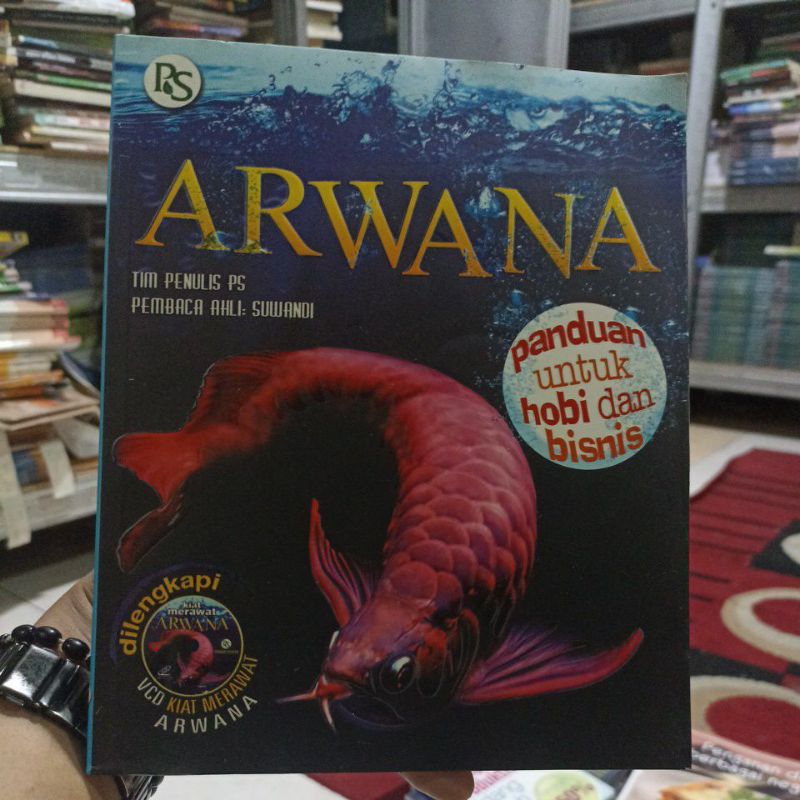 PS
ARWANA
TIM PENULIS PS
PEMBACA AHLI: SUWANDI
panduan
untuk
hobi dan
bisnis
dilengkapi
kiat
merawat
ARWANA
VCD KIAT MERAWAT
ARWANA